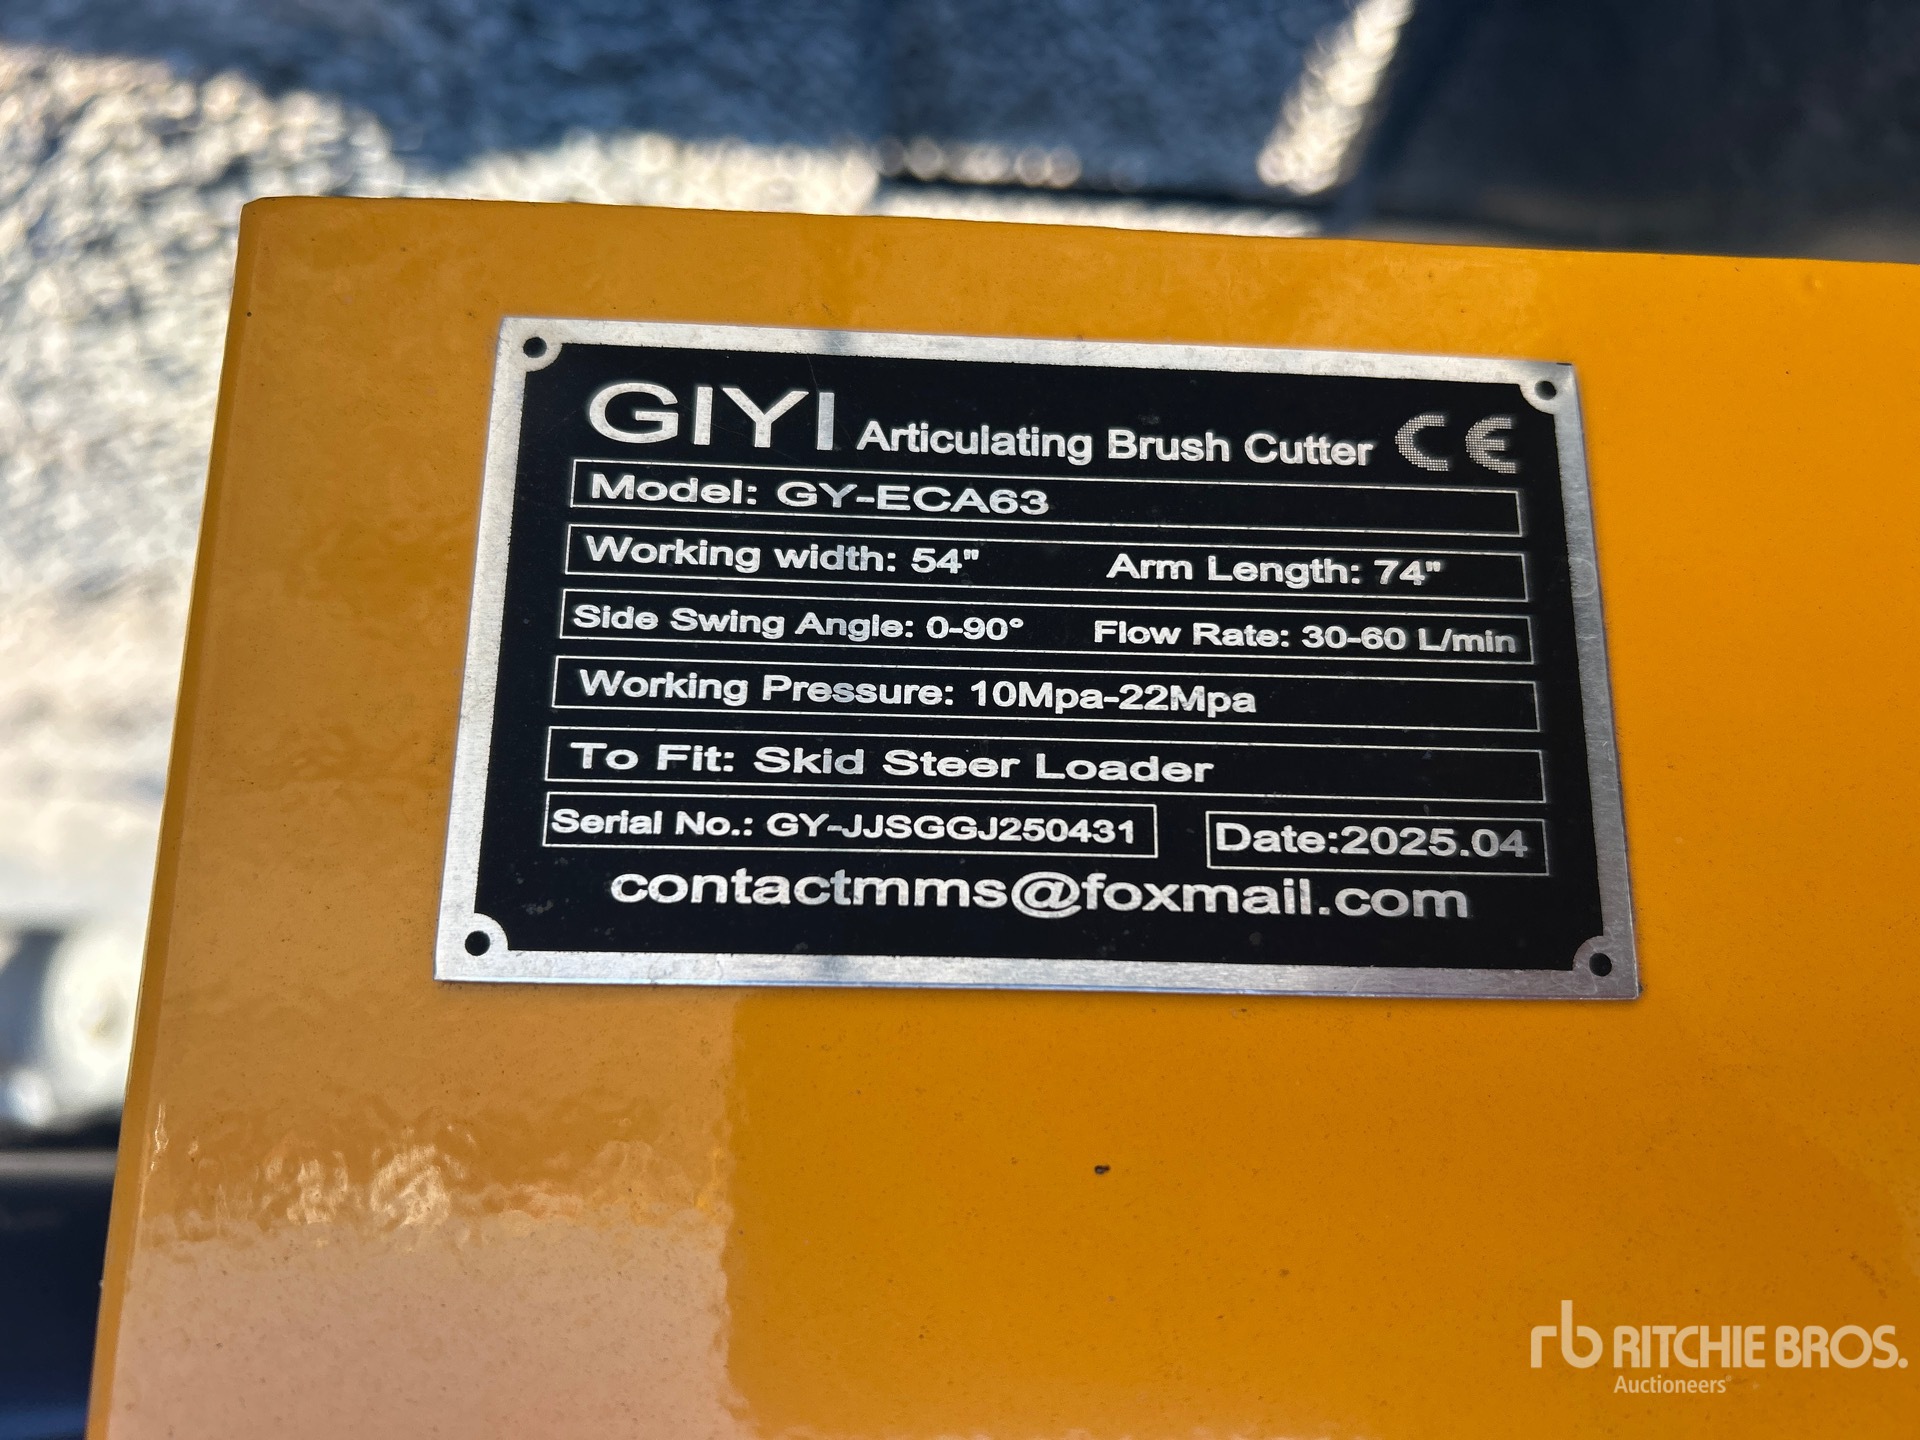 GIYI Articulating Brush Cutter CE
Model: GY-ECA63
Working width: 54" Arm Length: 74"
Side Swing Angle: 0-90° Flow Rate: 30-60 L/min
Working Pressure: 10Mpa-22Mpa
To Fit: Skid Steer Loader
Serial No.: GY-JJSGGJ250431 Date:2025.04
contactmms@foxmail.com
rb RITCHIE BROS.
Auctioneers